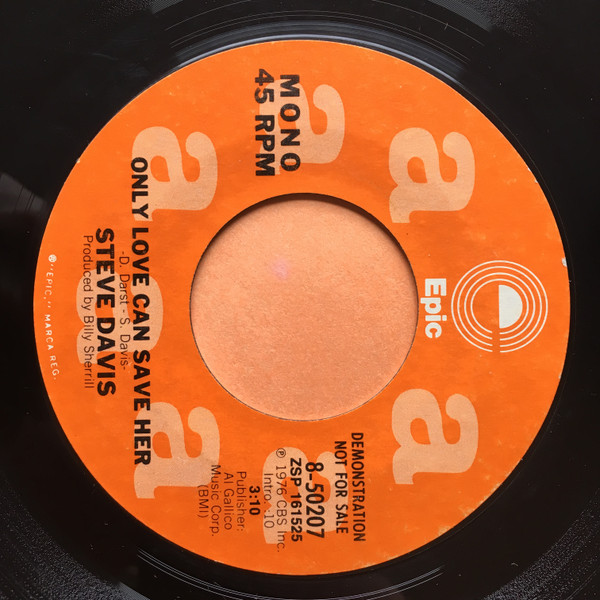 Epic
MONO
45 RPM
DEMONSTRATION
NOT FOR SALE
8-50207
ZSP 161525
℗ 1976 CBS Inc.
Intro :10
3:10
Publisher:
Al Gallico
Music Corp.
(BMI)
ONLY LOVE CAN SAVE HER
-D. Darst - S. Davis-
STEVE DAVIS
Produced by Billy Sherrill
®"EPIC," MARCA REG.
a
a
a
a
a
a
a
a